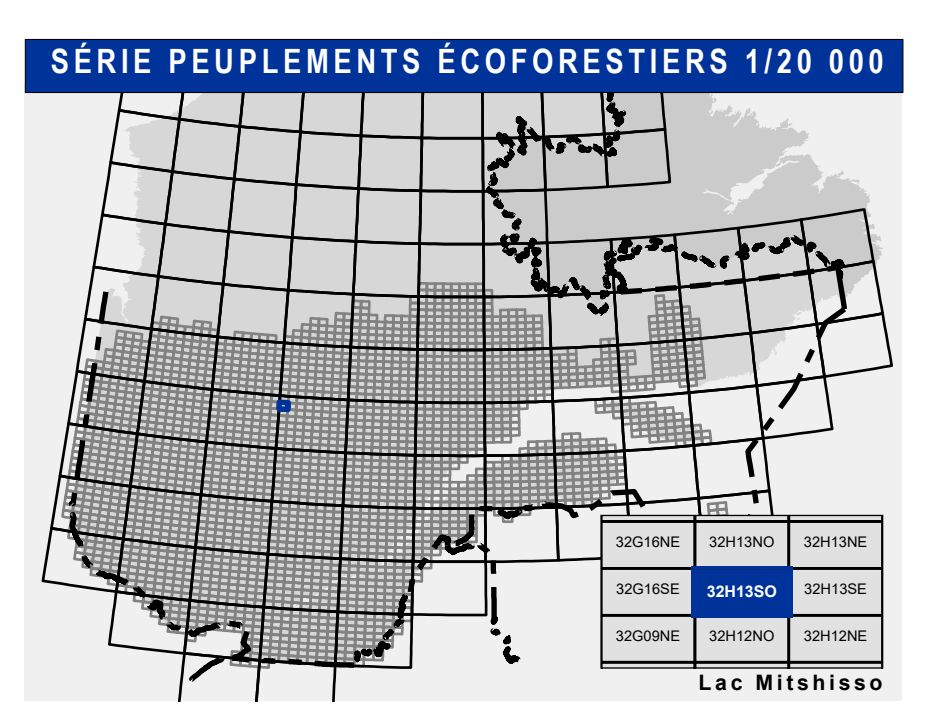 SÉRIE PEUPLEMENTS ÉCOFORESTIERS 1/20 000
32G16NE 32H13NO 32H13NE
32G16SE 32H13SO 32H13SE
32G09NE 32H12NO 32H12NE
Lac Mitshisso